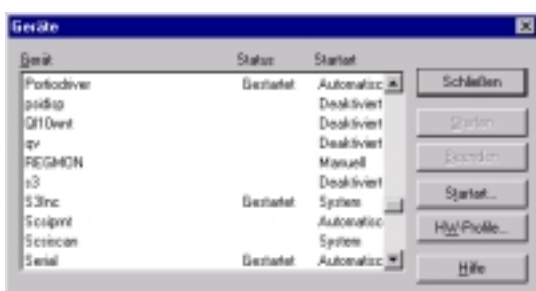 Geräte
Gerät Status Startart
Portiodriver Gestartet Automatisc
psidisp Deaktiviert
Ql10wnt Deaktiviert
qv Deaktiviert
REGMON Manuell
s3 Deaktiviert
S3Inc Gestartet System
Scsiprnt Automatisc
Scsiscan System
Serial Gestartet Automatisc
Schließen
Starten
Beenden
Startart...
HW-Profile...
Hilfe